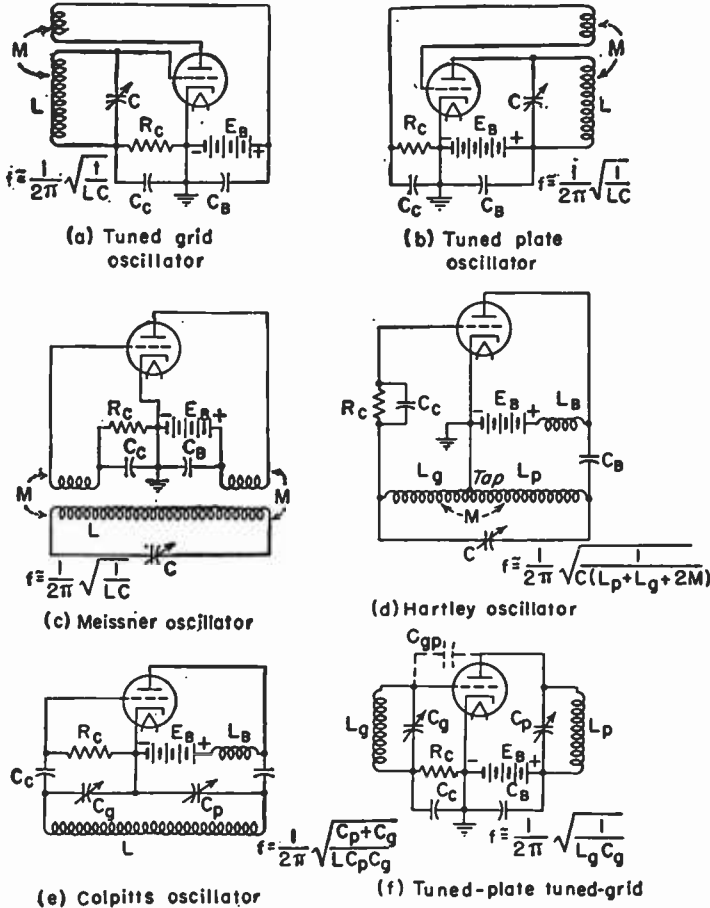 M
L
C
R_C
E_B
- +
C_C
C_B
f ≅ 1/2π √1/LC
(a) Tuned grid
oscillator
M
L
C
R_C
E_B
- +
C_C
C_B
f ≅ 1/2π √1/LC
(b) Tuned plate
oscillator
R_C
- E_B +
C_C
C_B
M
M
L
C
f ≅ 1/2π √1/LC
(c) Meissner oscillator
R_C
C_C
- E_B +
L_B
C_B
L_g Tap L_p
M
C
f ≅ 1/2π √1/C(L_p+L_g+2M)
(d) Hartley oscillator
R_C
- E_B +
L_B
C_C
C_g
C_p
L
f = 1/2π √C_p+C_g/LC_pC_g
(e) Colpitts oscillator
C_gp
L_g
C_g
C_p
L_p
R_C
- E_B +
C_C
C_B
f ≅ 1/2π √1/L_gC_g
(f) Tuned-plate tuned-grid